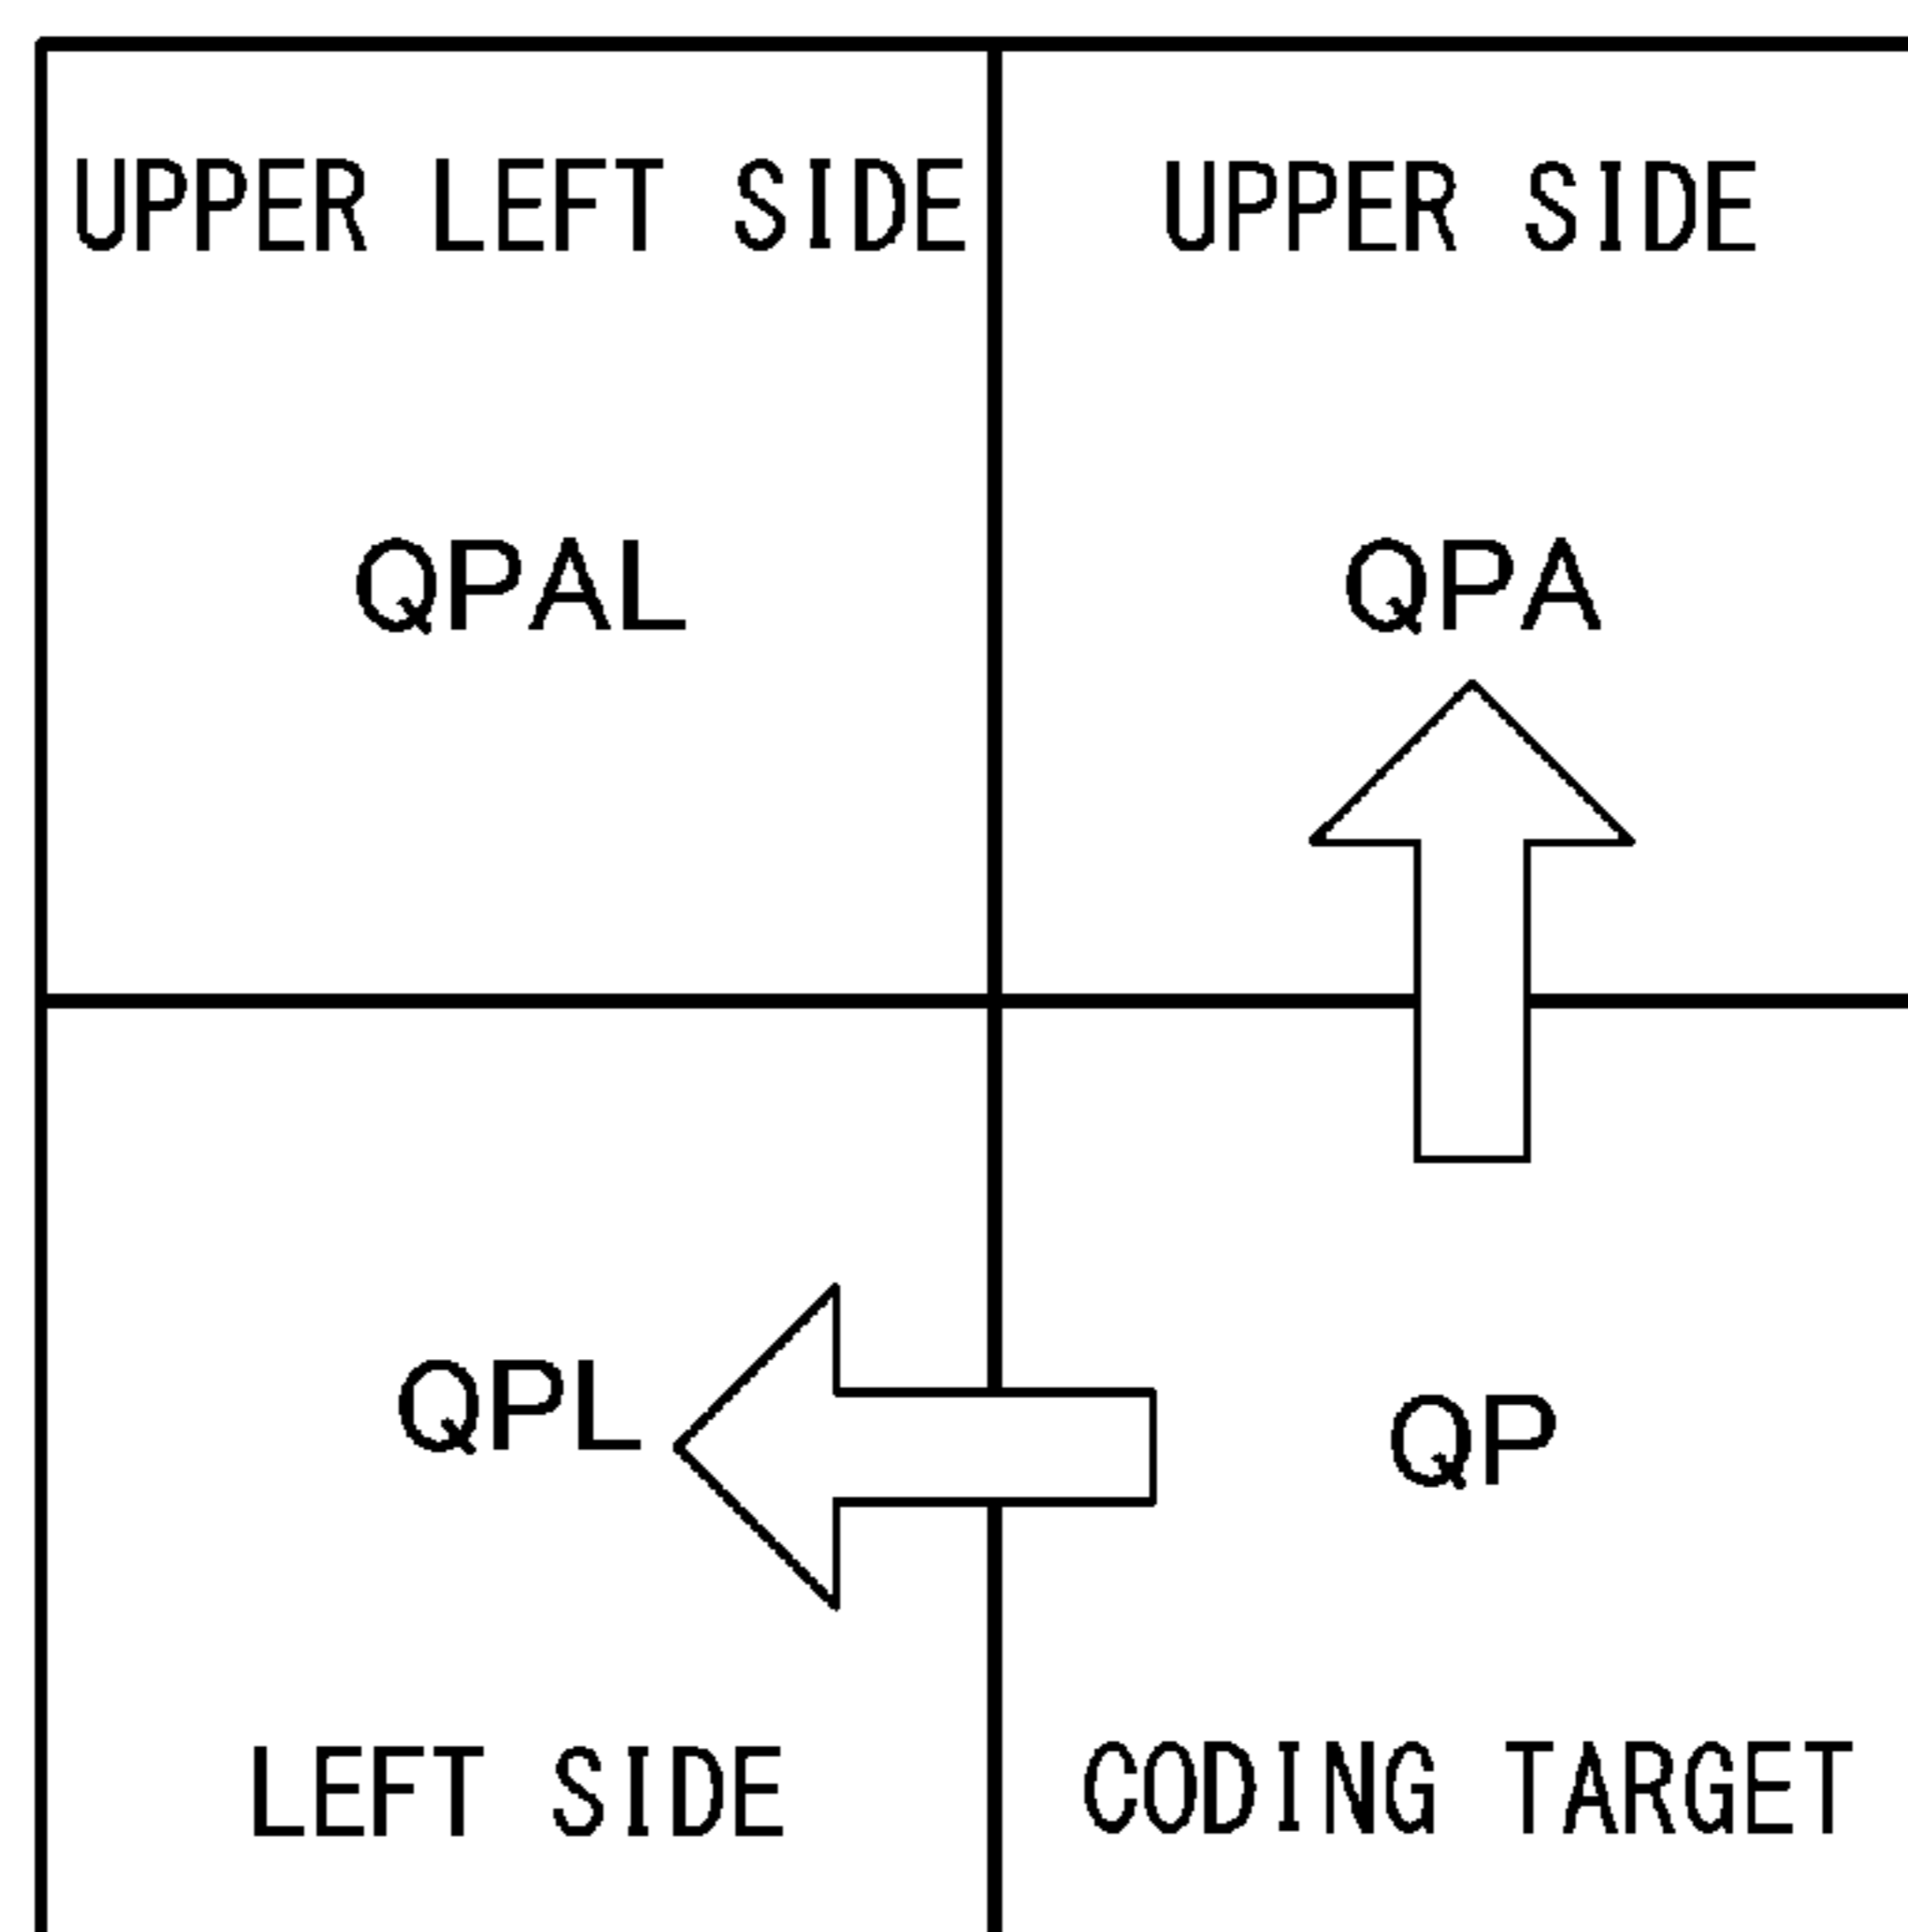 UPPER LEFT SIDE
UPPER SIDE
QPAL
QPA
QPL
QP
LEFT SIDE
CODING TARGET